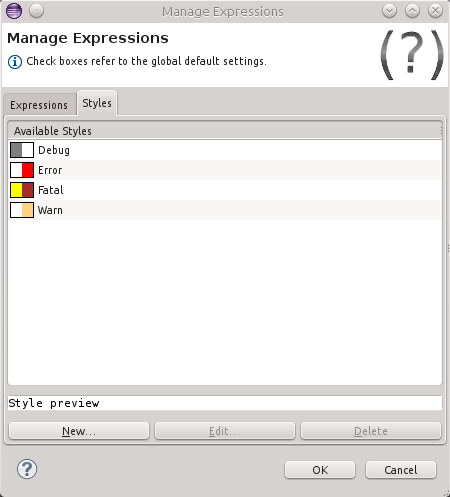 Manage Expressions
Manage Expressions
(?)
Check boxes refer to the global default settings.
Expressions
Styles
Available Styles
Debug
Error
Fatal
Warn
Style preview
New...
Edit...
Delete
?
OK
Cancel